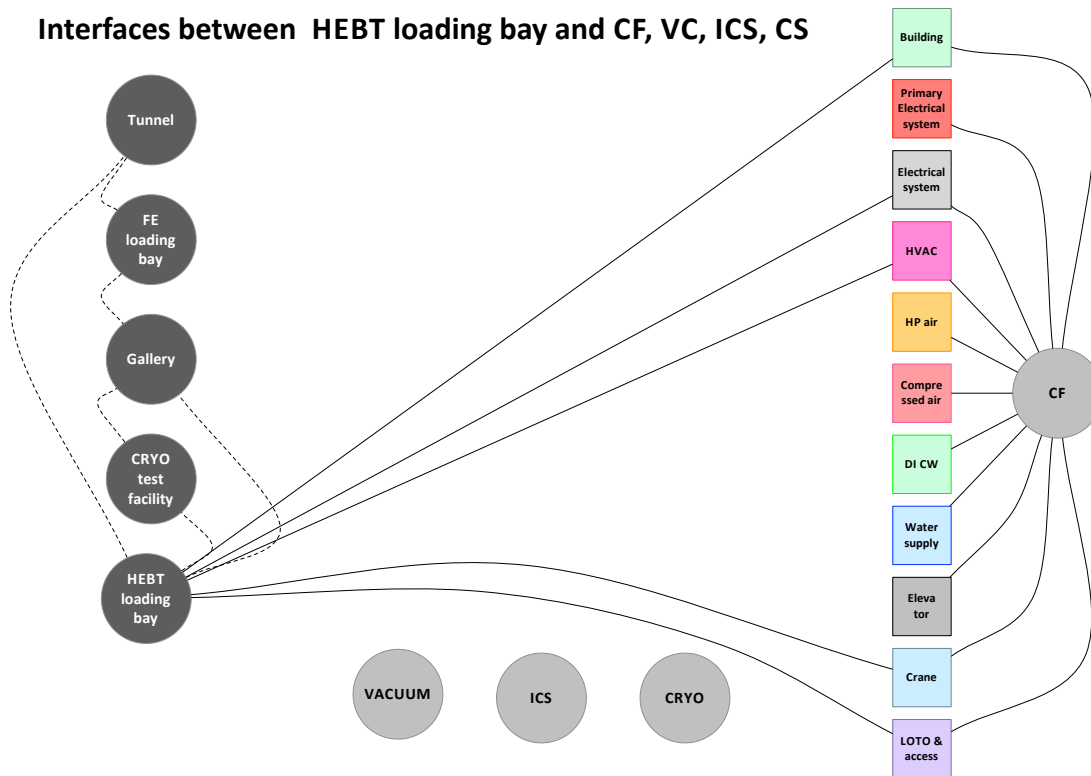 Interfaces between HEBT loading bay and CF, VC, ICS, CS
Tunnel
FE
loading
bay
Gallery
CRYO
test
facility
HEBT
loading
bay
VACUUM
ICS
CRYO
Building
Primary
Electrical
system
Electrical
system
HVAC
HP air
Compre
ssed air
DI CW
Water
supply
Eleva
tor
Crane
LOTO &
access
CF